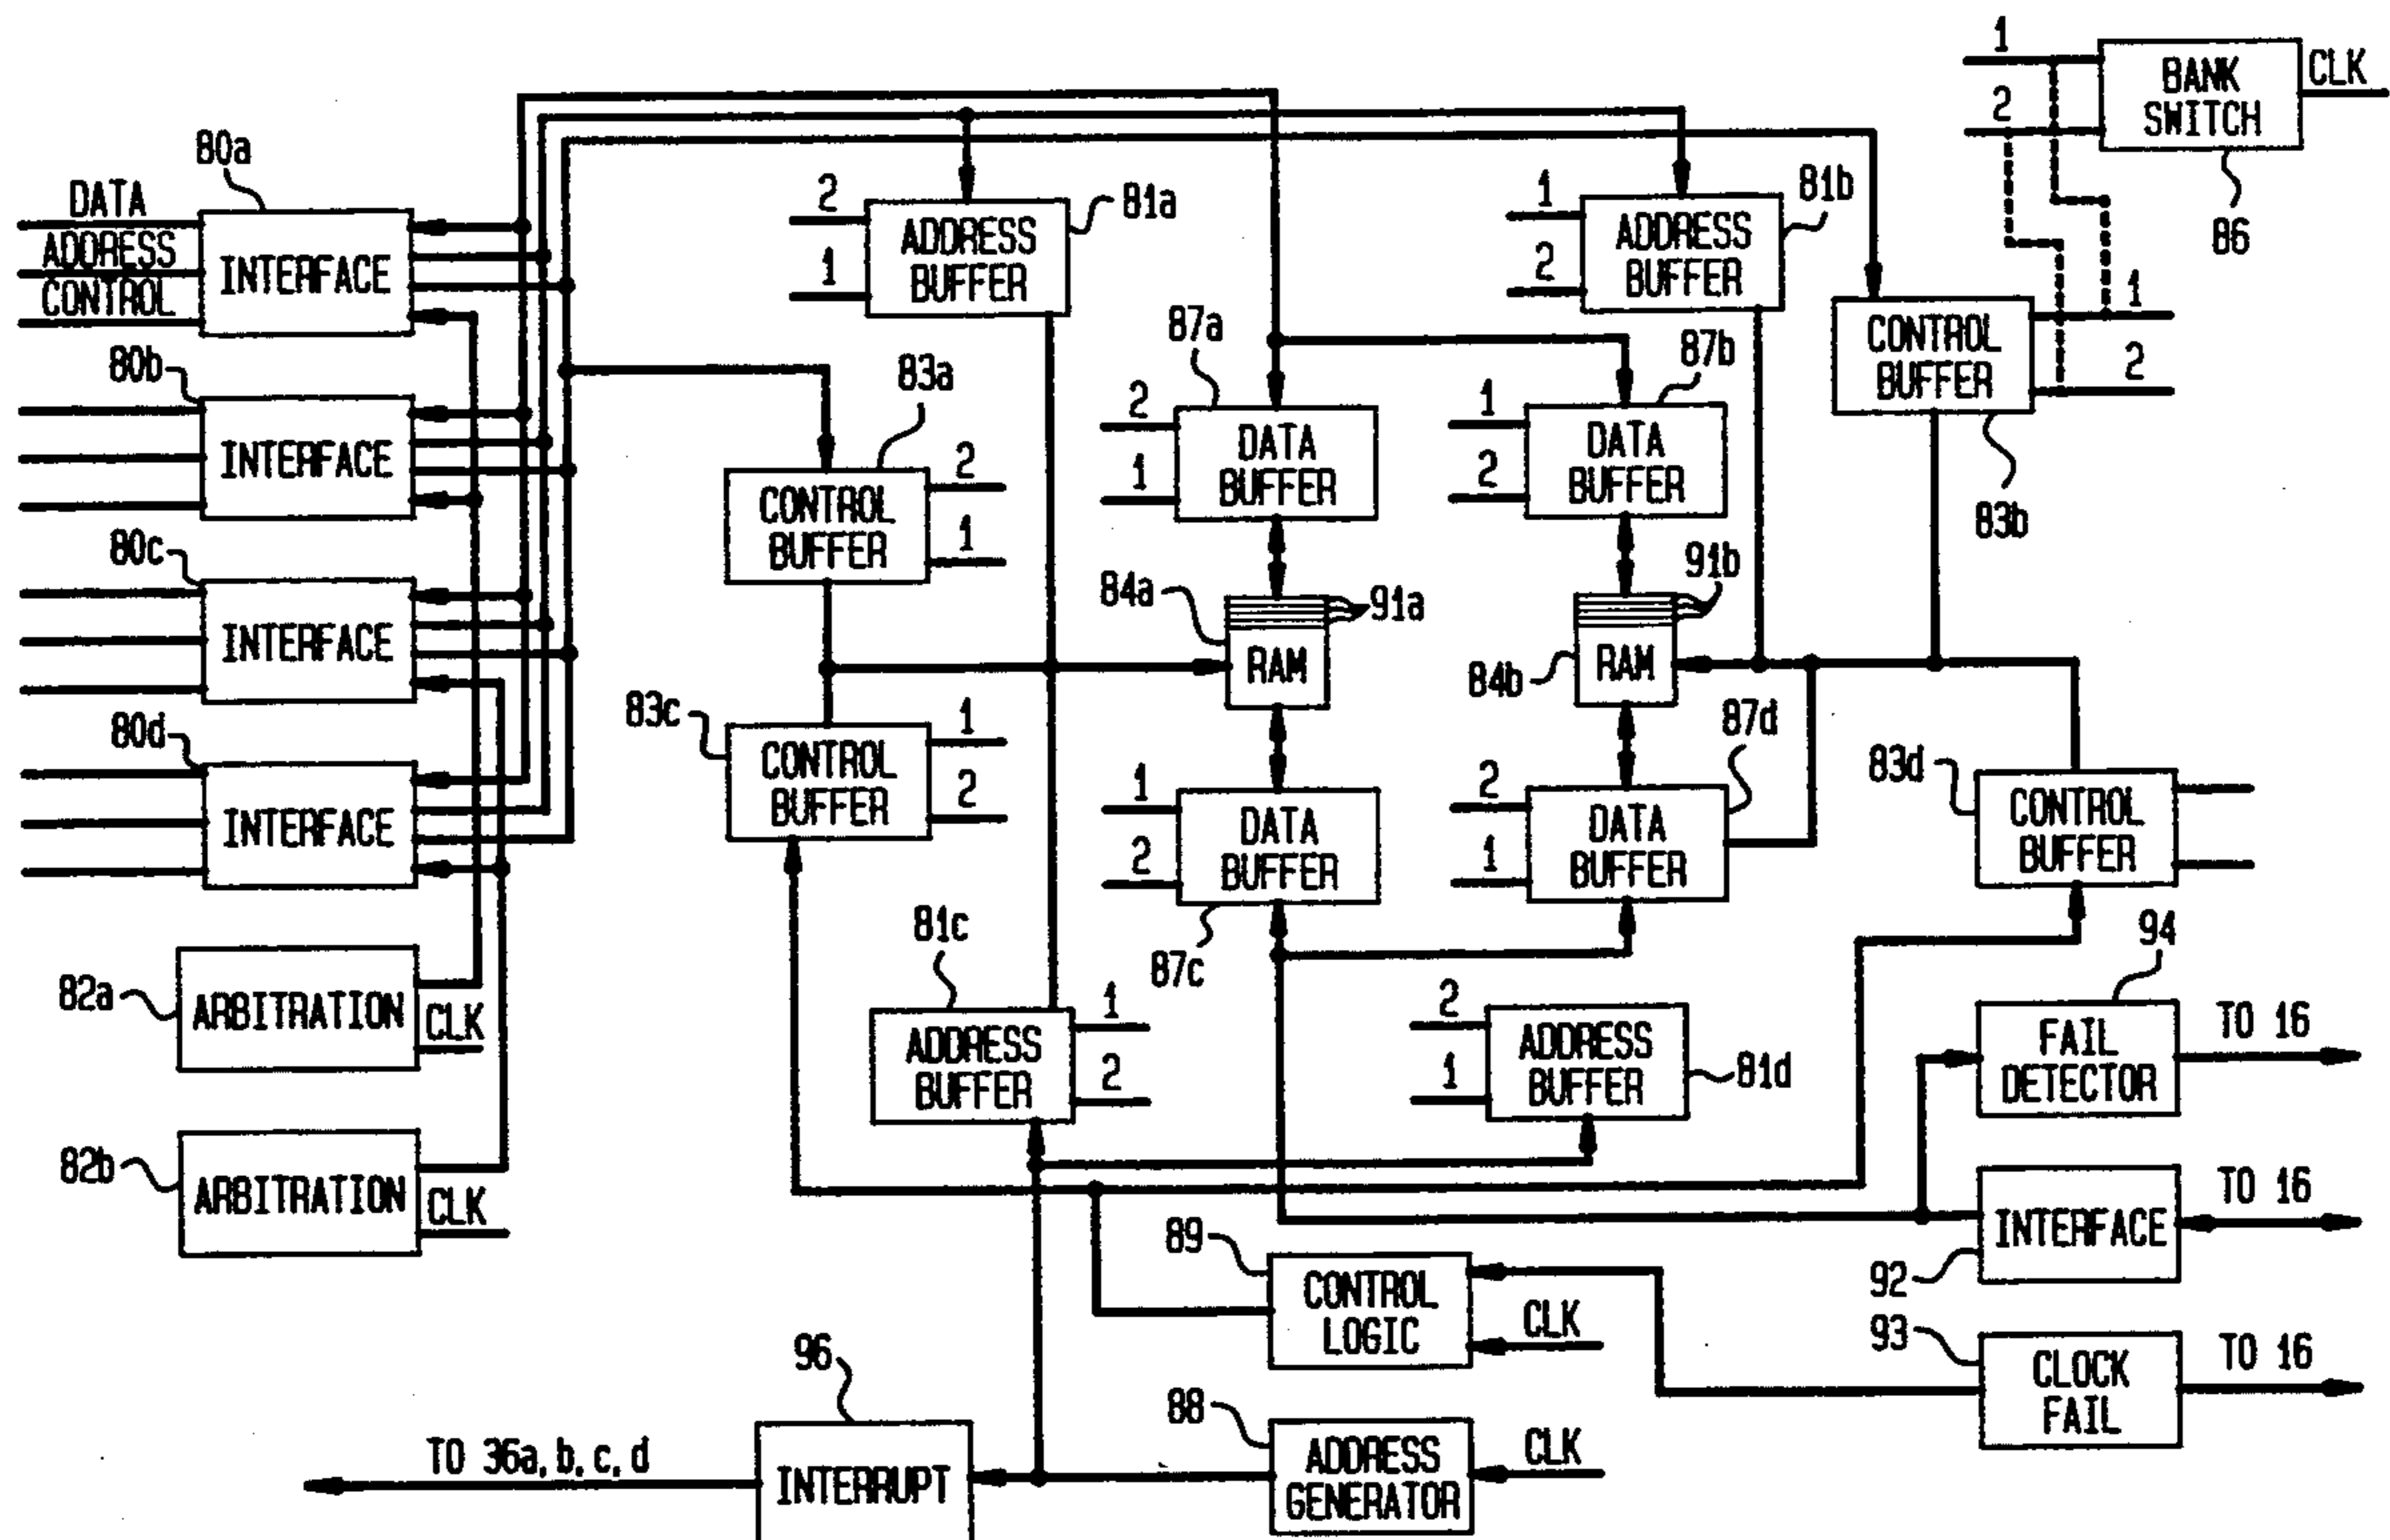 1
2
BANK
SWITCH
CLK
86
80a
DATA
ADDRESS
CONTROL
INTERFACE
2
1
ADDRESS
BUFFER
81a
1
2
ADDRESS
BUFFER
81b
CONTROL
BUFFER
1
2
83b
80b
INTERFACE
83a
CONTROL
BUFFER
2
1
87a
2
1
DATA
BUFFER
87b
1
2
DATA
BUFFER
80c
INTERFACE
84a
RAM
91a
84b
RAM
91b
80d
INTERFACE
83c
CONTROL
BUFFER
1
2
1
2
DATA
BUFFER
87c
2
1
DATA
BUFFER
87d
83d
CONTROL
BUFFER
82a
ARBITRATION
CLK
81c
ADDRESS
BUFFER
1
2
2
1
ADDRESS
BUFFER
81d
94
FAIL
DETECTOR
TO 16
82b
ARBITRATION
CLK
INTERFACE
92
TO 16
89
CONTROL
LOGIC
CLK
93
CLOCK
FAIL
TO 16
96
TO 36a, b, c, d
INTERRUPT
88
ADDRESS
GENERATOR
CLK